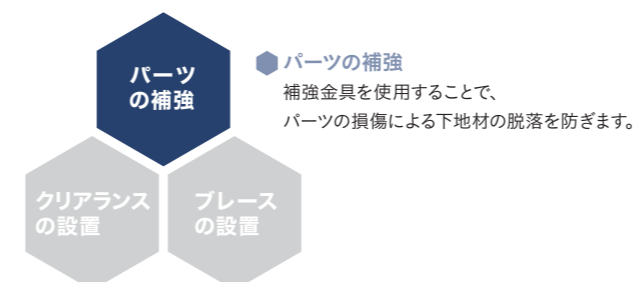 パーツ
の補強
パーツの補強
補強金具を使用することで、
パーツの損傷による下地材の脱落を防ぎます。
クリアランス
の設置
ブレース
の設置